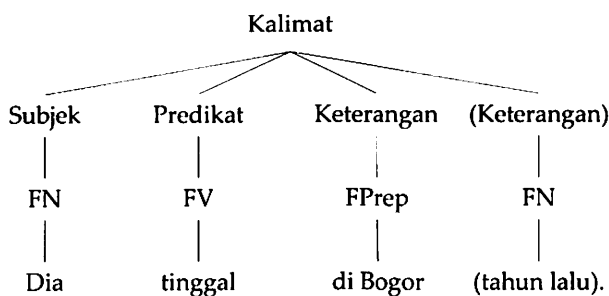 Kalimat
Subjek Predikat Keterangan (Keterangan)
FN FV FPrep FN
Dia tinggal di Bogor (tahun lalu).